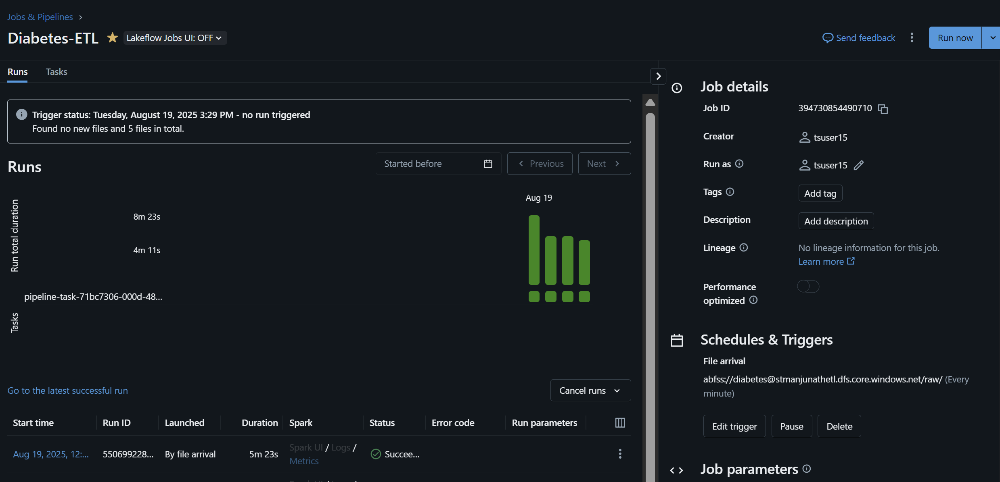 Jobs & Pipelines
Diabetes-ETL
Lakeflow Jobs UI: OFF
Send feedback
Run now
Runs
Tasks
Trigger status: Tuesday, August 19, 2025 3:29 PM - no run triggered
Found no new files and 5 files in total.
Runs
Started before
Previous
Next
Aug 19
Run total duration
8m 23s
4m 11s
pipeline-task-71bc7306-000d-48...
Tasks
Go to the latest successful run
Cancel runs
Start time
Run ID
Launched
Duration
Spark
Status
Error code
Run parameters
Aug 19, 2025, 12:...
550699228...
By file arrival
5m 23s
Spark UI / Logs /
Metrics
Succee...
Job details
Job ID
394730854490710
Creator
tsuser15
Run as
tsuser15
Tags
Add tag
Description
Add description
Lineage
No lineage information for this job.
Learn more
Performance
optimized
Schedules & Triggers
File arrival
abfss://diabetes@stmanjunathetl.dfs.core.windows.net/raw/ (Every
minute)
Edit trigger
Pause
Delete
Job parameters